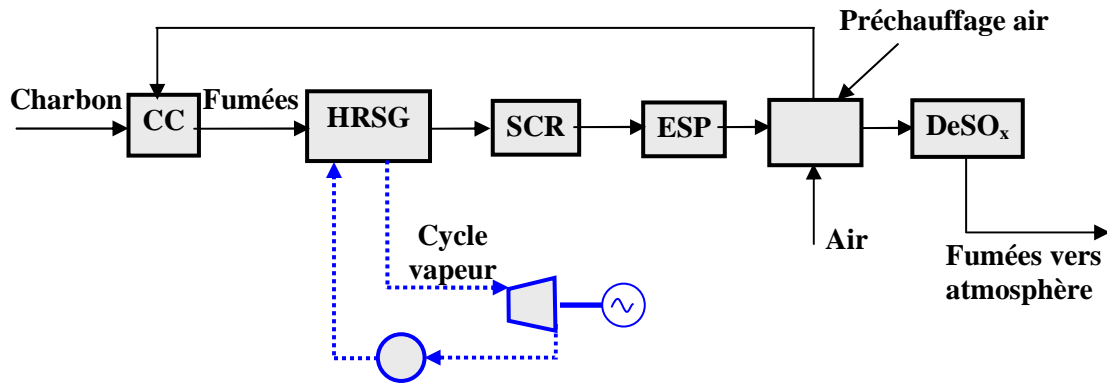 Préchauffage air
Charbon
CC
Fumées
HRSG
SCR
ESP
DeSOₓ
Cycle
vapeur
Air
Fumées vers
atmosphère